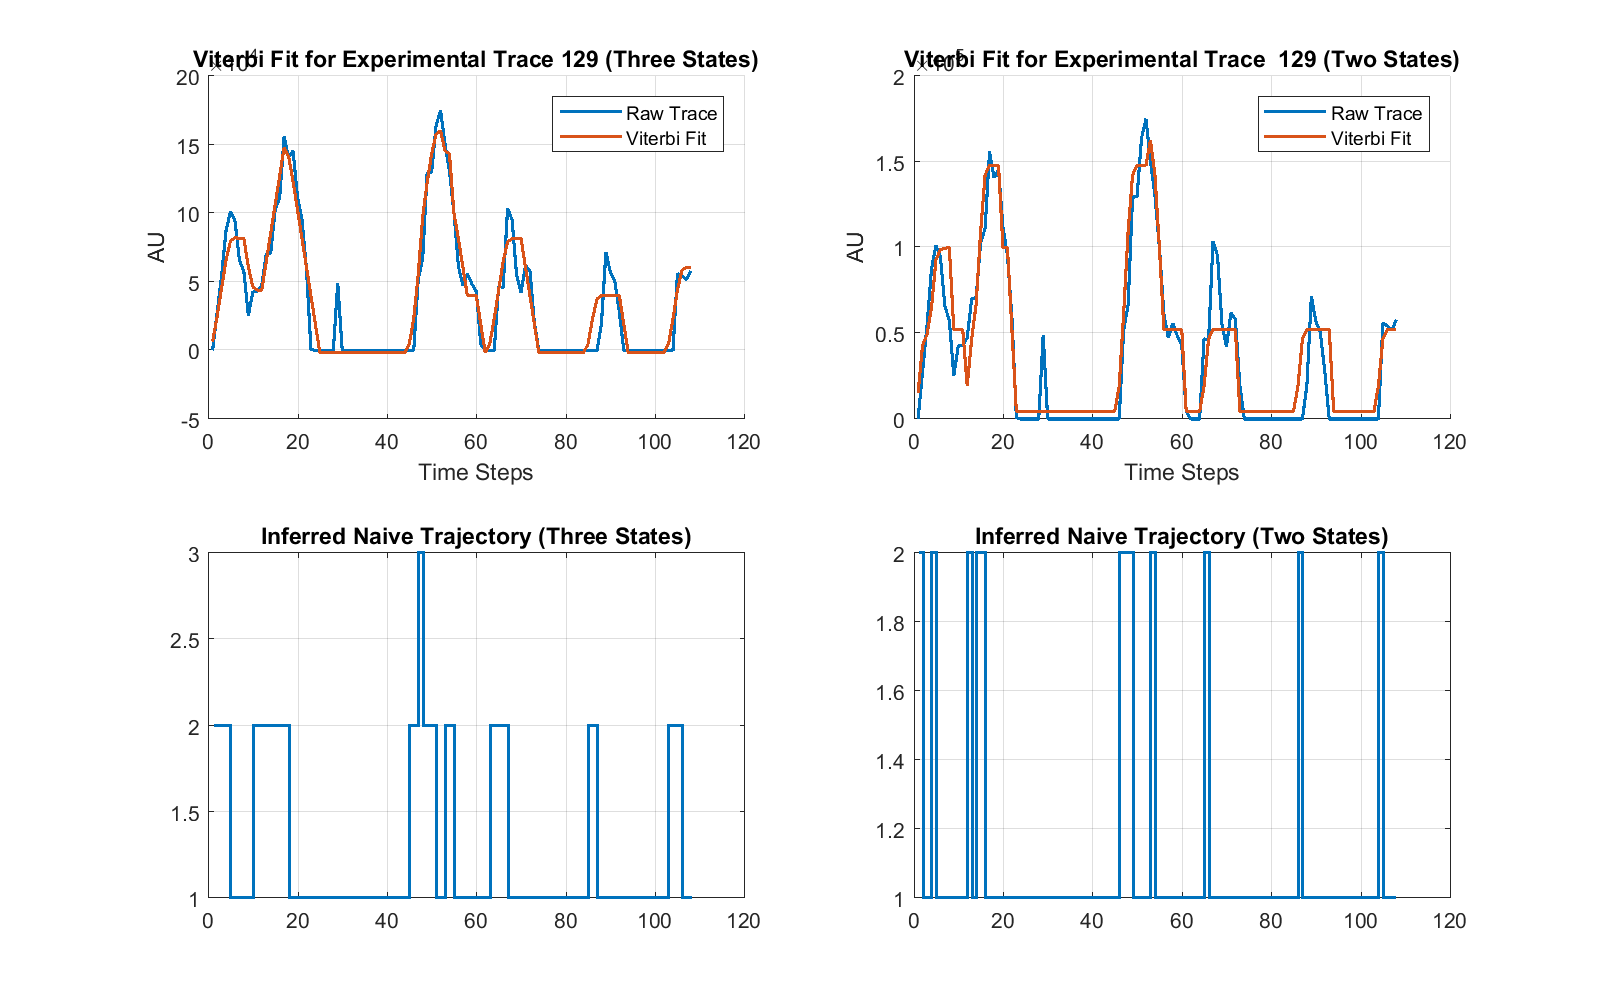 Viterbi Fit for Experimental Trace 129 (Three States)
20
15
10
5
0
-5
AU
Raw Trace
Viterbi Fit
0 20 40 60 80 100 120
Time Steps
Viterbi Fit for Experimental Trace 129 (Two States)
2
1.5
1
0.5
0
AU
Raw Trace
Viterbi Fit
0 20 40 60 80 100 120
Time Steps
Inferred Naive Trajectory (Three States)
3
2.5
2
1.5
1
0 20 40 60 80 100 120
Inferred Naive Trajectory (Two States)
2
1.8
1.6
1.4
1.2
1
0 20 40 60 80 100 120